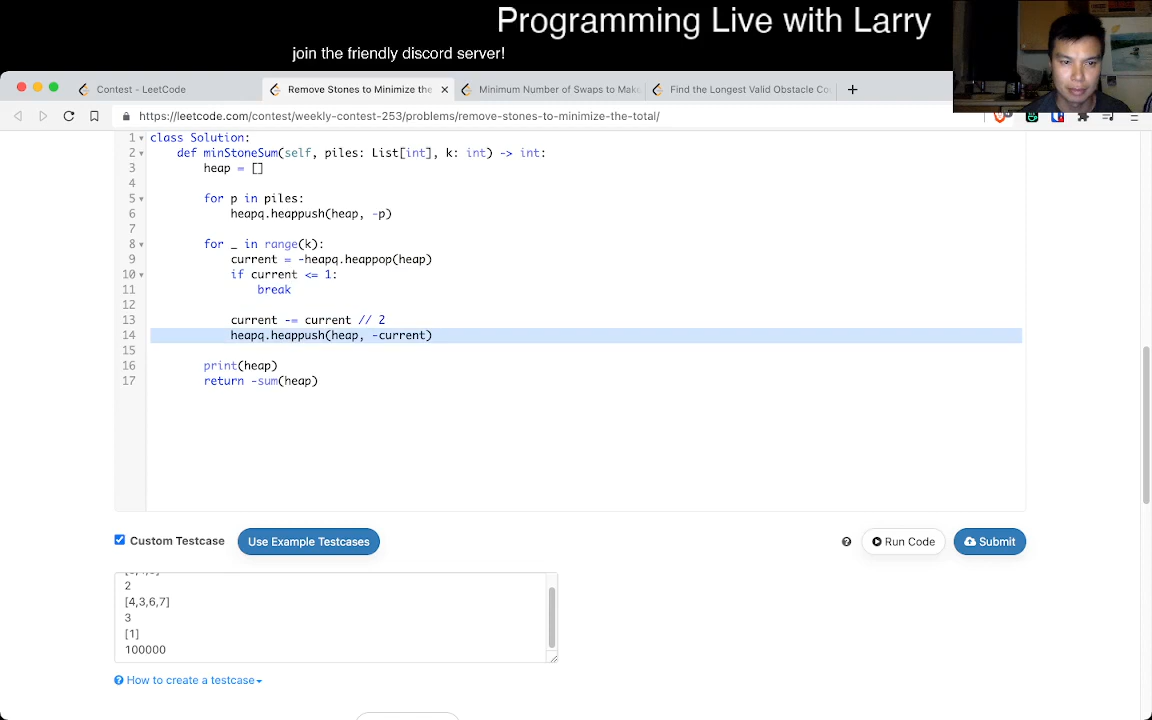 Programming Live with Larry
join the friendly discord server!
Contest - LeetCode
Remove Stones to Minimize the
Minimum Number of Swaps to Make
Find the Longest Valid Obstacle Co
https://leetcode.com/contest/weekly-contest-253/problems/remove-stones-to-minimize-the-total/
1 class Solution:
2 def minStoneSum(self, piles: List[int], k: int) -> int:
3 heap = []
4
5 for p in piles:
6 heapq.heappush(heap, -p)
7
8 for _ in range(k):
9 current = -heapq.heappop(heap)
10 if current <= 1:
11 break
12
13 current -= current // 2
14 heapq.heappush(heap, -current)
15
16 print(heap)
17 return -sum(heap)
Custom Testcase
Use Example Testcases
Run Code
Submit
2
[4,3,6,7]
3
[1]
100000
How to create a testcase